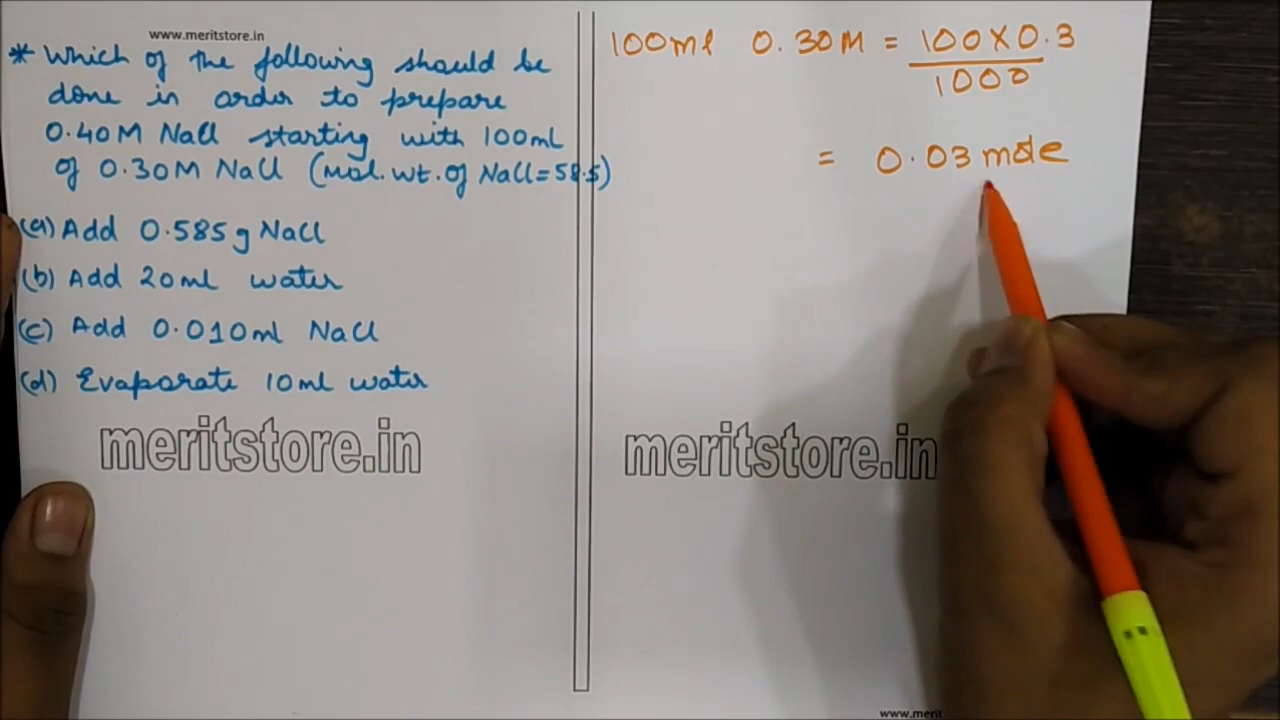 www.meritstore.in
* Which of the following should be
done in order to prepare
0.40M NaCl starting with 100ml
of 0.30M NaCl (mol. wt. of NaCl = 58.5)
(a) Add 0.585g NaCl
(b) Add 20ml water
(c) Add 0.010ml NaCl
(d) Evaporate 10ml water
meritstore.in
100ml 0.30M = 100 X 0.3
1000
= 0.03 mole
meritstore.in
www.merit